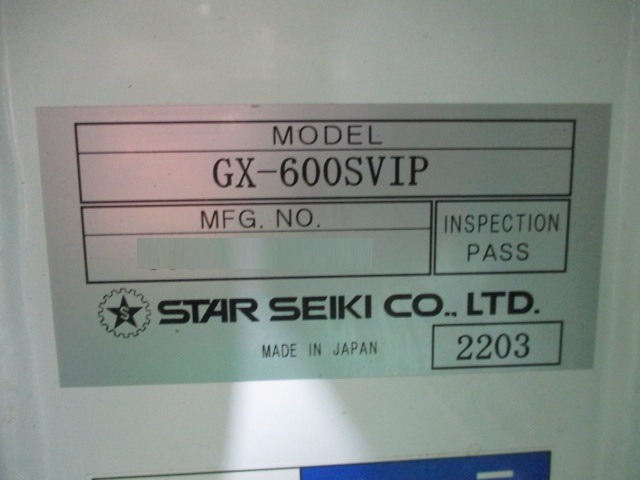 MODEL
GX-600SVIP
MFG. NO.
INSPECTION
PASS
S
STAR SEIKI CO., LTD.
MADE IN JAPAN
2203